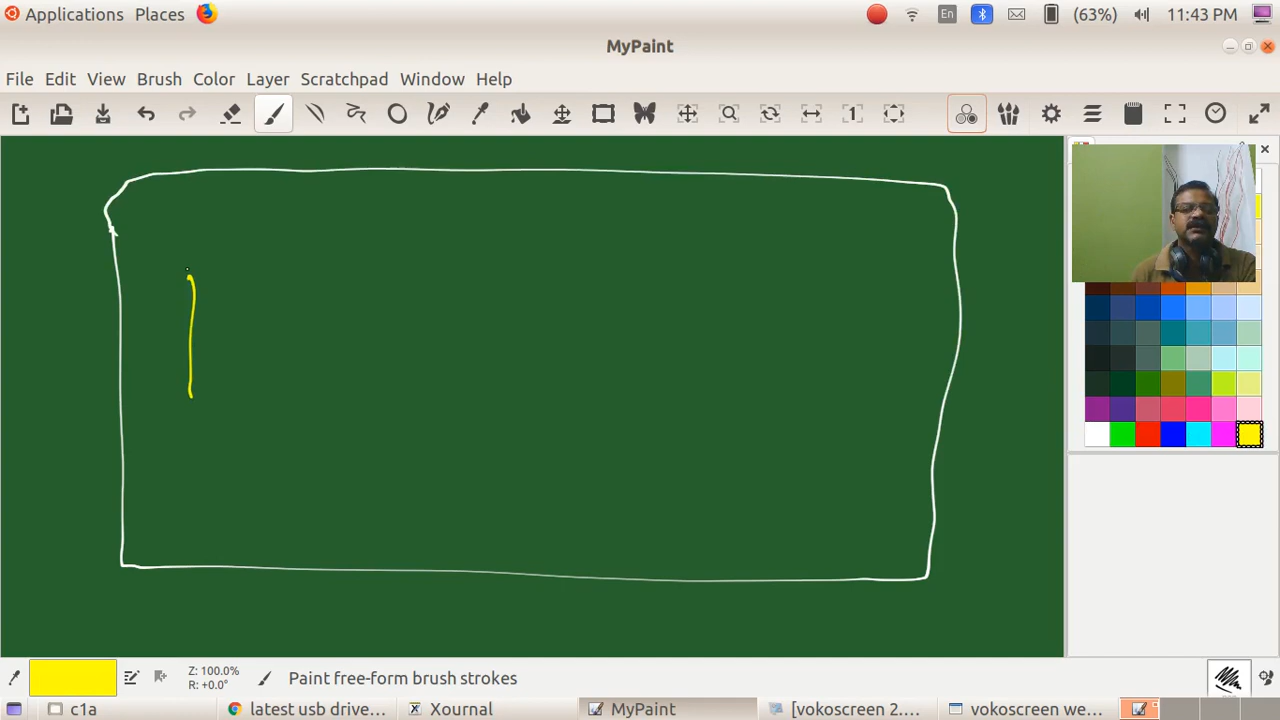 Applications Places En (63%) 11:43 PM
MyPaint
File Edit View Brush Color Layer Scratchpad Window Help
1
Z: 100.0%
R: +0.0°
Paint free-form brush strokes
c1a latest usb drive... Xournal MyPaint [vokoscreen 2.... vokoscreen we...